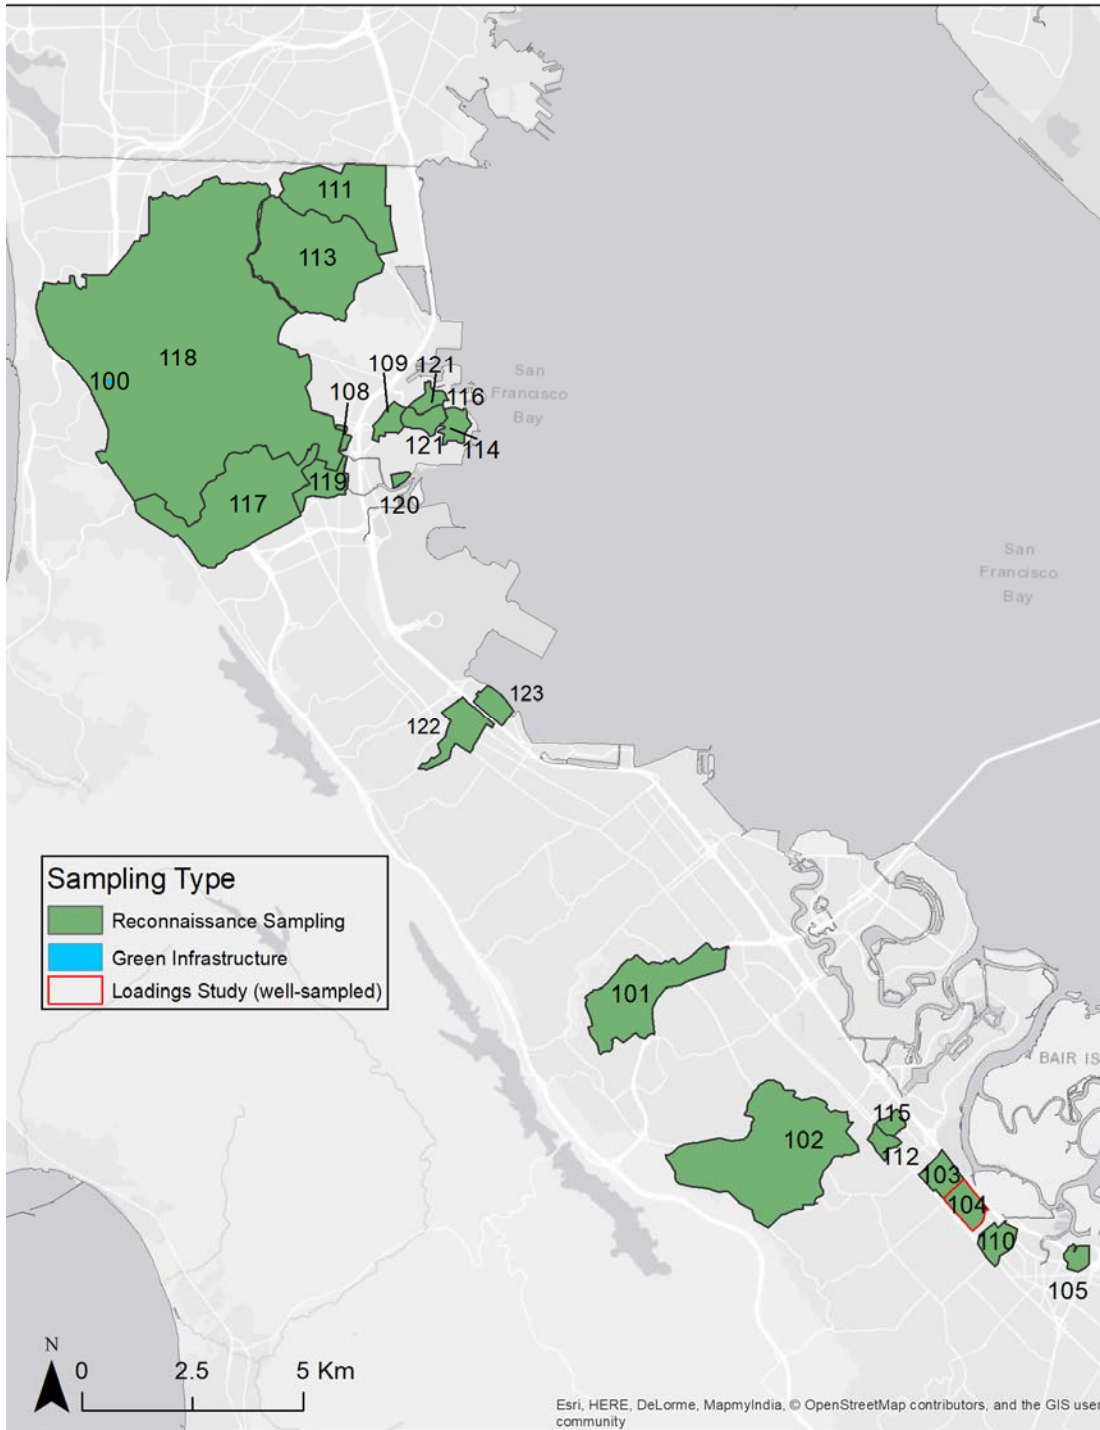 111
113
118
100
109
121
116
108
San
Francisco
Bay
121
114
119
117
120
San
Francisco
Bay
123
122
Sampling Type
Reconnaissance Sampling
Green Infrastructure
Loadings Study (well-sampled)
101
BAIR IS
115
102
112
103
104
110
105
N
0 2.5 5 Km
Esri, HERE, DeLorme, MapmyIndia, © OpenStreetMap contributors, and the GIS user
community